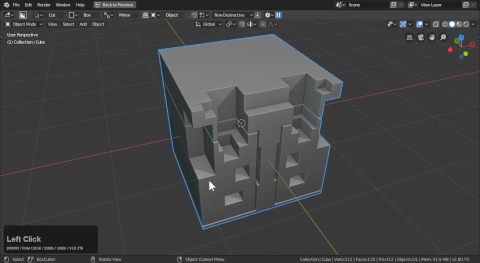 File Edit Render Window Help Back to Previous Scene View Layer
Cut Box Mirror Object Non-Destructive
Object Mode View Select Add Object Global
User Perspective
(1) Collection | Cube
Left Click
Select BoxCutter Rotate View Object Context Menu Collection | Cube | Verts:212 | Faces:118 | Tris:412 | Objects:1/1 | Mem: 41.8 MB | v2.80.75